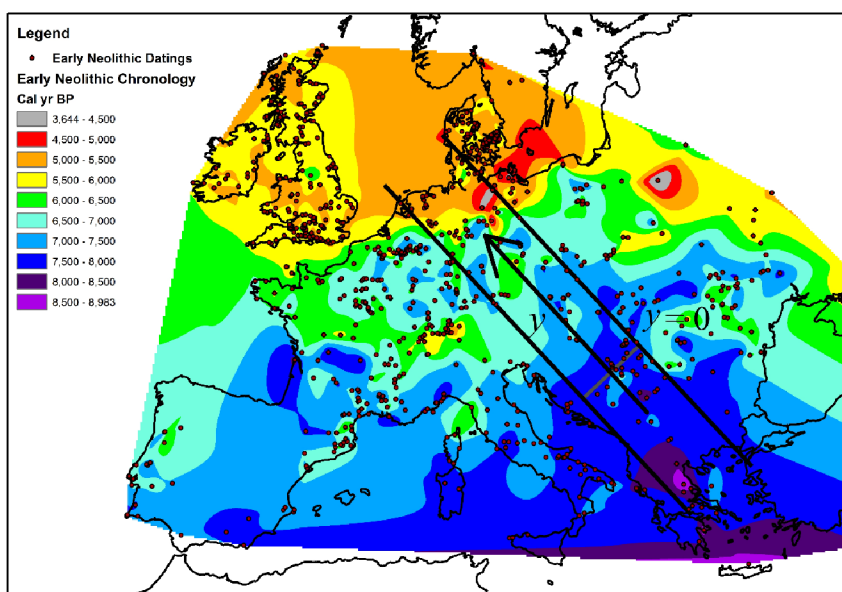 Legend
Early Neolithic Datings
Early Neolithic Chronology
Cal yr BP
3,644 - 4,500
4,500 - 5,000
5,000 - 5,500
5,500 - 6,000
6,000 - 6,500
6,500 - 7,000
7,000 - 7,500
7,500 - 8,000
8,000 - 8,500
8,500 - 8,983
y
y = 0